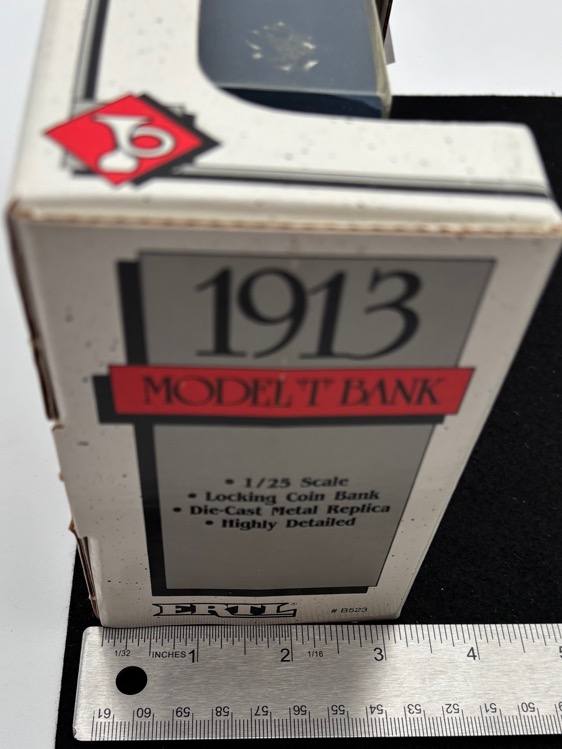 1913
MODEL 'T' BANK
• 1/25 Scale
• Locking Coin Bank
• Die-Cast Metal Replica
• Highly Detailed
ERTL
# B523
1/32 INCHES 1 2 1/16 3 4 5
61 60 59 58 57 56 55 54 53 52 51 50 49